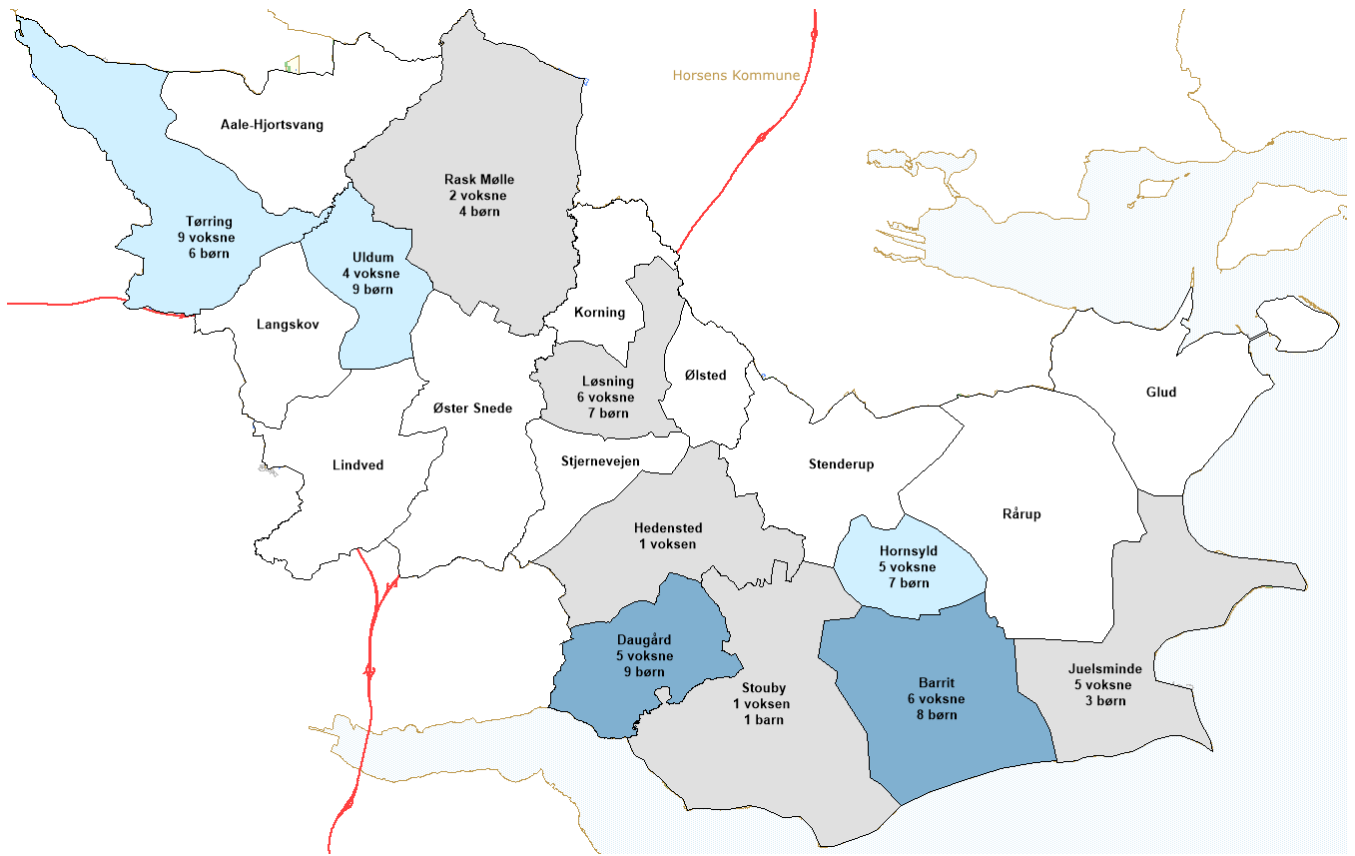 Horsens Kommune
Aale-Hjortsvang
Rask Mølle
2 voksne
4 børn
Tørring
9 voksne
6 børn
Uldum
4 voksne
9 børn
Langskov
Korning
Løsning
6 voksne
7 børn
Ølsted
Glud
Øster Snede
Lindved
Stjernevejen
Stenderup
Rårup
Hedensted
1 voksen
Hornsyld
5 voksne
7 børn
Daugård
5 voksne
9 børn
Stouby
1 voksen
1 barn
Barrit
6 voksne
8 børn
Juelsminde
5 voksne
3 børn